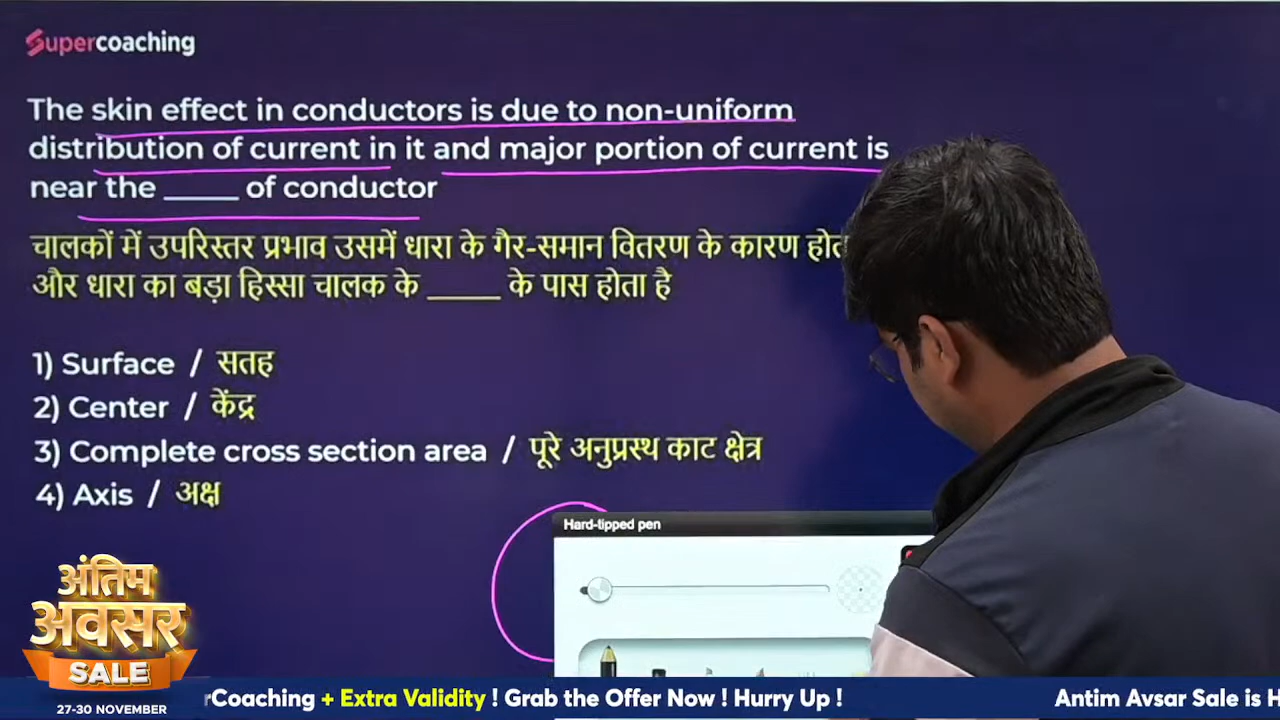 Supercoaching
The skin effect in conductors is due to non-uniform
distribution of current in it and major portion of current is
near the _____ of conductor
चालकों में उपरिस्तर प्रभाव उसमें धारा के गैर-समान वितरण के कारण
और धारा का बड़ा हिस्सा चालक के _____ के पास होता है
1) Surface / सतह
2) Center / केंद्र
3) Complete cross section area / पूरे अनुप्रस्थ काट क्षेत्र
4) Axis / अक्ष
Hard-tipped pen
अंतिम
अवसर
SALE
27-30 NOVEMBER
rCoaching + Extra Validity ! Grab the Offer Now ! Hurry Up !
Antim Avsar Sale is